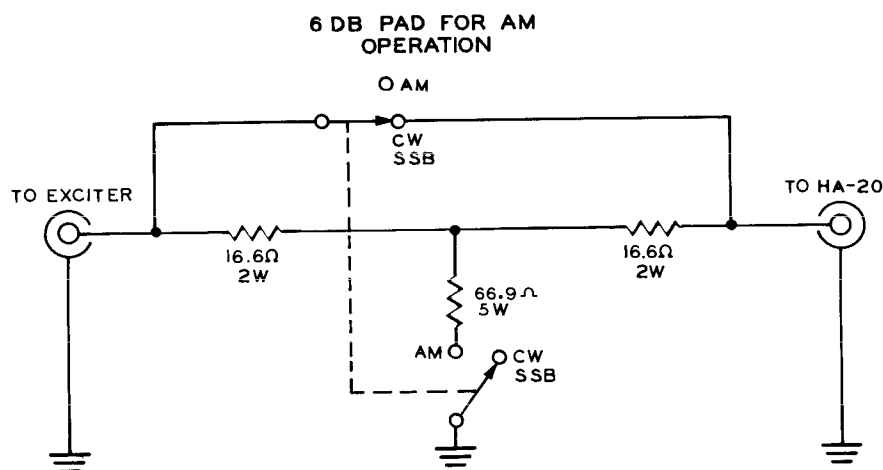 6 DB PAD FOR AM
OPERATION
AM
CW
SSB
TO EXCITER
TO HA-20
16.6Ω
2W
16.6Ω
2W
66.9Ω
5W
AM
CW
SSB